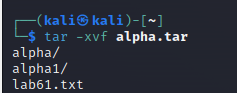 ┌──(kali㉿kali)-[~]
└─$ tar -xvf alpha.tar
alpha/
alpha1/
lab61.txt